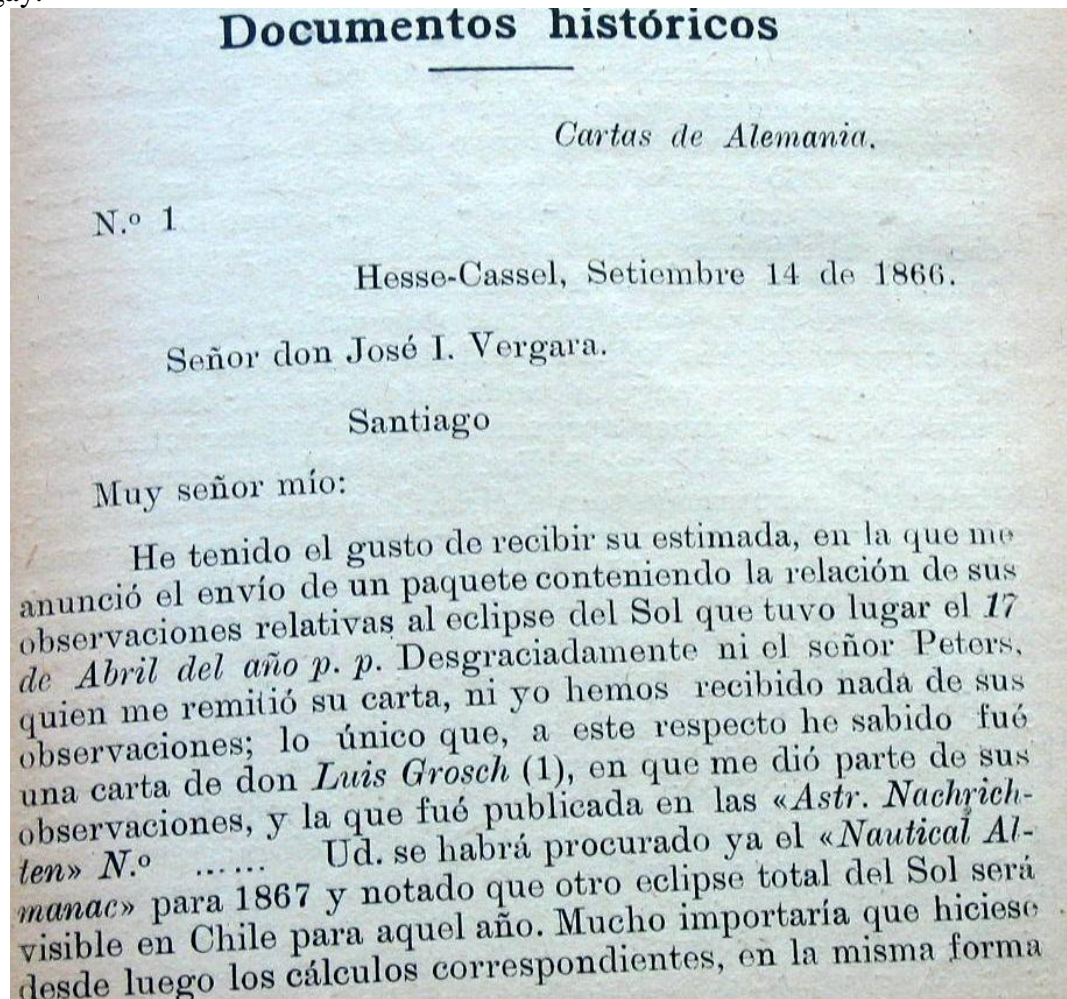 gay.
Documentos históricos
Cartas de Alemania.
N.º 1
Hesse-Cassel, Setiembre 14 de 1866.
Señor don José I. Vergara.
Santiago
Muy señor mío:
He tenido el gusto de recibir su estimada, en la que me
anunció el envío de un paquete conteniendo la relación de sus
observaciones relativas al eclipse del Sol que tuvo lugar el 17
de Abril del año p. p. Desgraciadamente ni el señor Peters,
quien me remitió su carta, ni yo hemos recibido nada de sus
observaciones; lo único que, a este respecto he sabido fué
una carta de don Luis Grosch (1), en que me dió parte de sus
observaciones, y la que fué publicada en las «Astr. Nachrich-
ten» N.º ...... Ud. se habrá procurado ya el «Nautical Al-
manac» para 1867 y notado que otro eclipse total del Sol será
visible en Chile para aquel año. Mucho importaría que hiciese
desde luego los cálculos correspondientes, en la misma forma